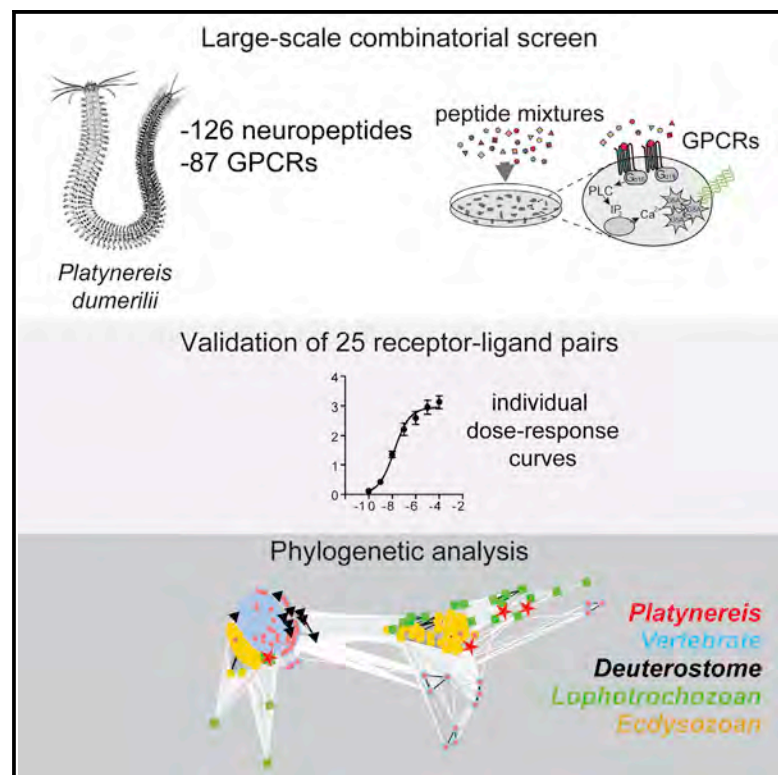 Large-scale combinatorial screen
-126 neuropeptides
-87 GPCRs
peptide mixtures
GPCRs
PLC
IP3
Ca2+
Platynereis
dumerilii
Validation of 25 receptor-ligand pairs
4
3
2
1
0
-10 -8 -6 -4 -2
individual
dose-response
curves
Phylogenetic analysis
Platynereis
Vertebrate
Deuterostome
Lophotrochozoan
Ecdysozoan